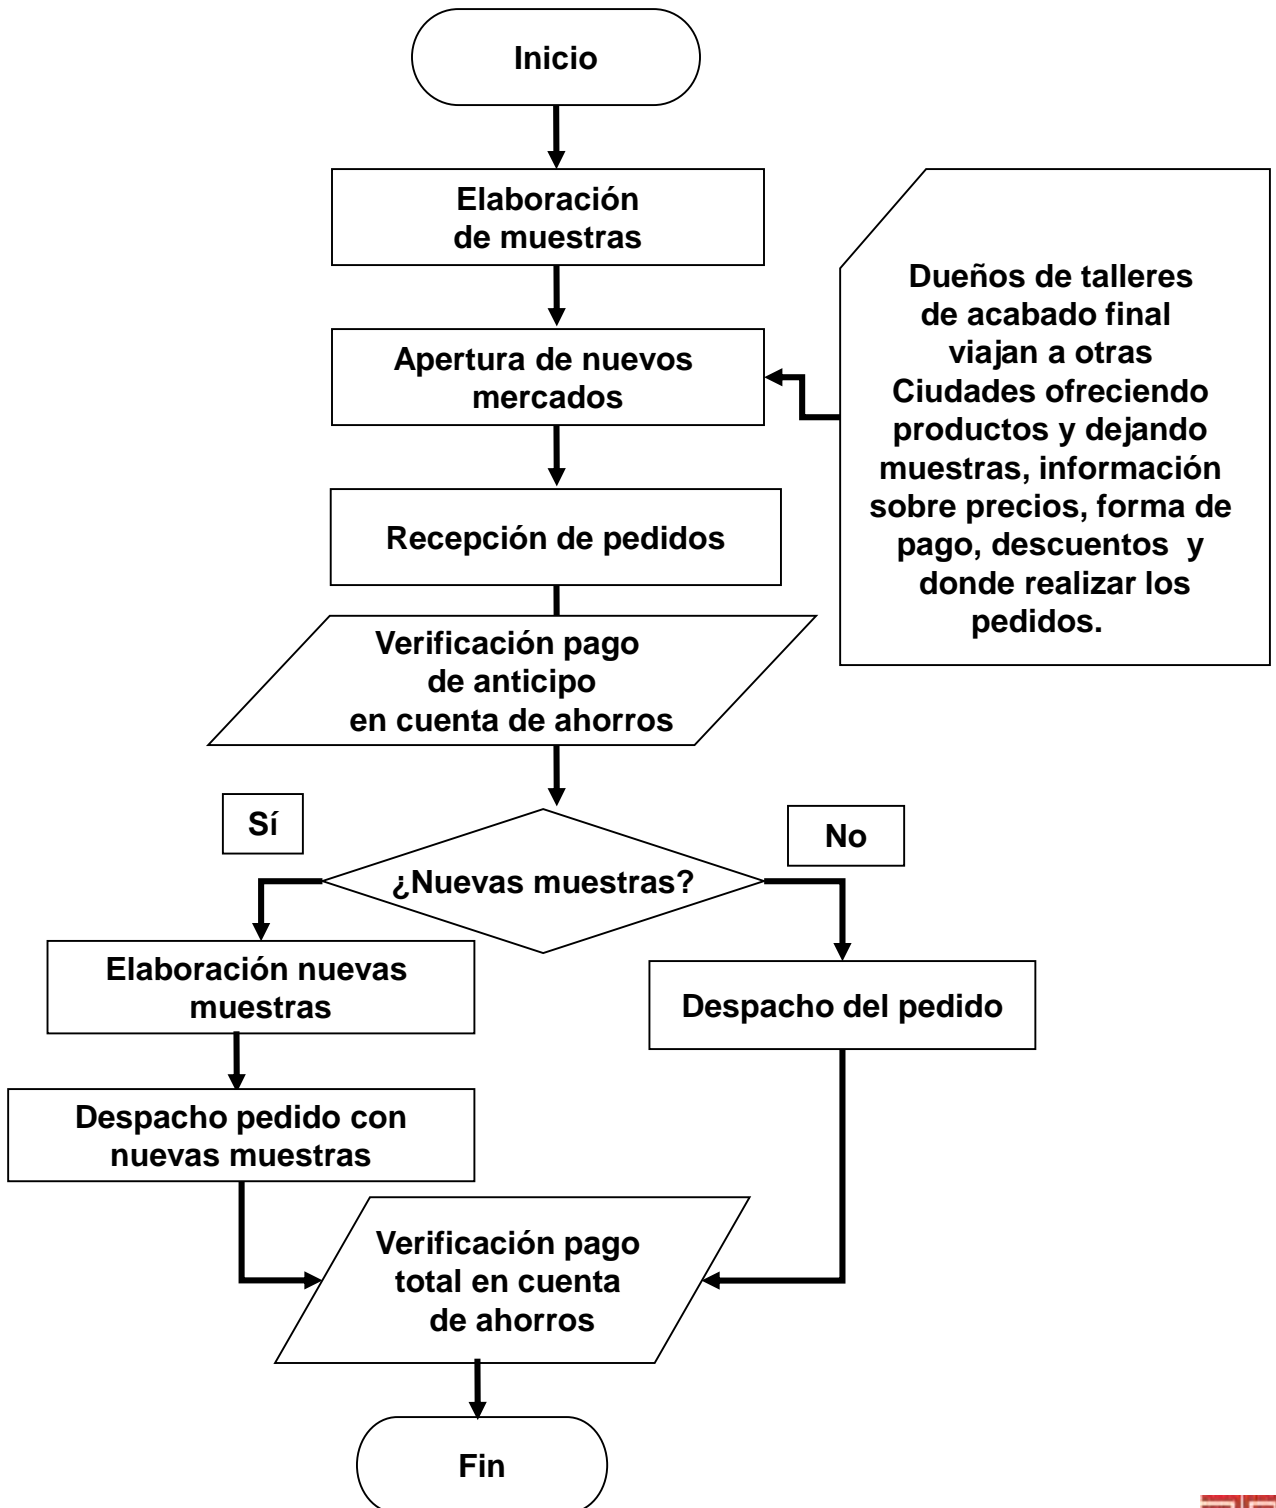 Inicio
Elaboración
de muestras
Apertura de nuevos
mercados
Dueños de talleres
de acabado final
viajan a otras
Ciudades ofreciendo
productos y dejando
muestras, información
sobre precios, forma de
pago, descuentos y
donde realizar los
pedidos.
Recepción de pedidos
Verificación pago
de anticipo
en cuenta de ahorros
Sí
No
¿Nuevas muestras?
Elaboración nuevas
muestras
Despacho del pedido
Despacho pedido con
nuevas muestras
Verificación pago
total en cuenta
de ahorros
Fin